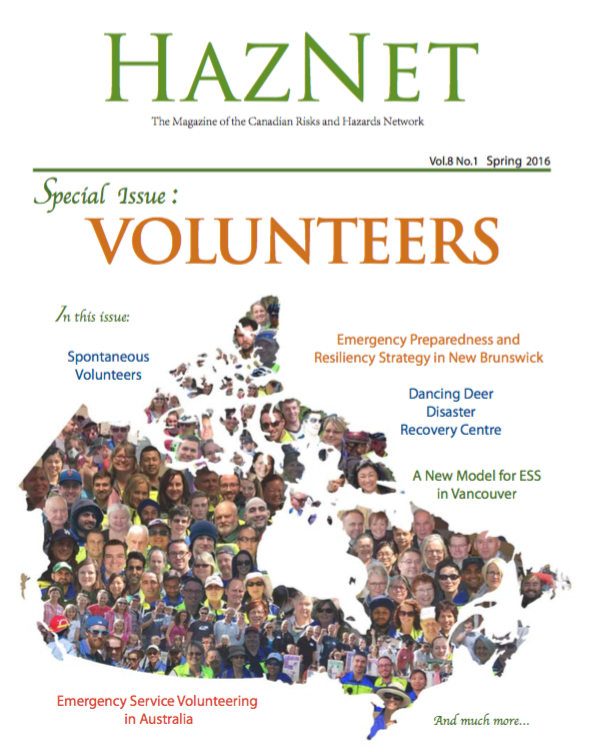 HAZNET
The Magazine of the Canadian Risks and Hazards Network
Vol.8 No.1 Spring 2016
Special Issue:
VOLUNTEERS
In this issue:
Spontaneous
Volunteers
Emergency Preparedness and
Resiliency Strategy in New Brunswick
Dancing Deer
Disaster
Recovery Centre
A New Model for ESS
in Vancouver
Emergency Service Volunteering
in Australia
And much more...